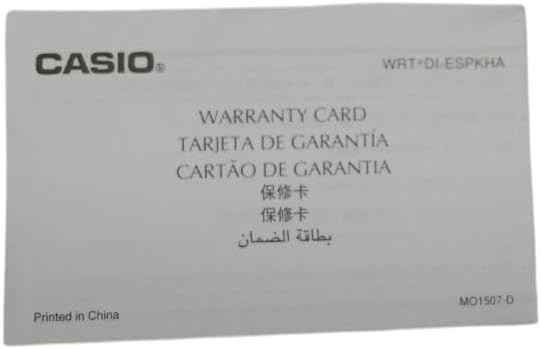 CASIO®
WRT*DI-ESPKHA
WARRANTY CARD
TARJETA DE GARANTÍA
CARTÃO DE GARANTIA
保修卡
保修卡
بطاقة الضمان
Printed in China
MO1507-D